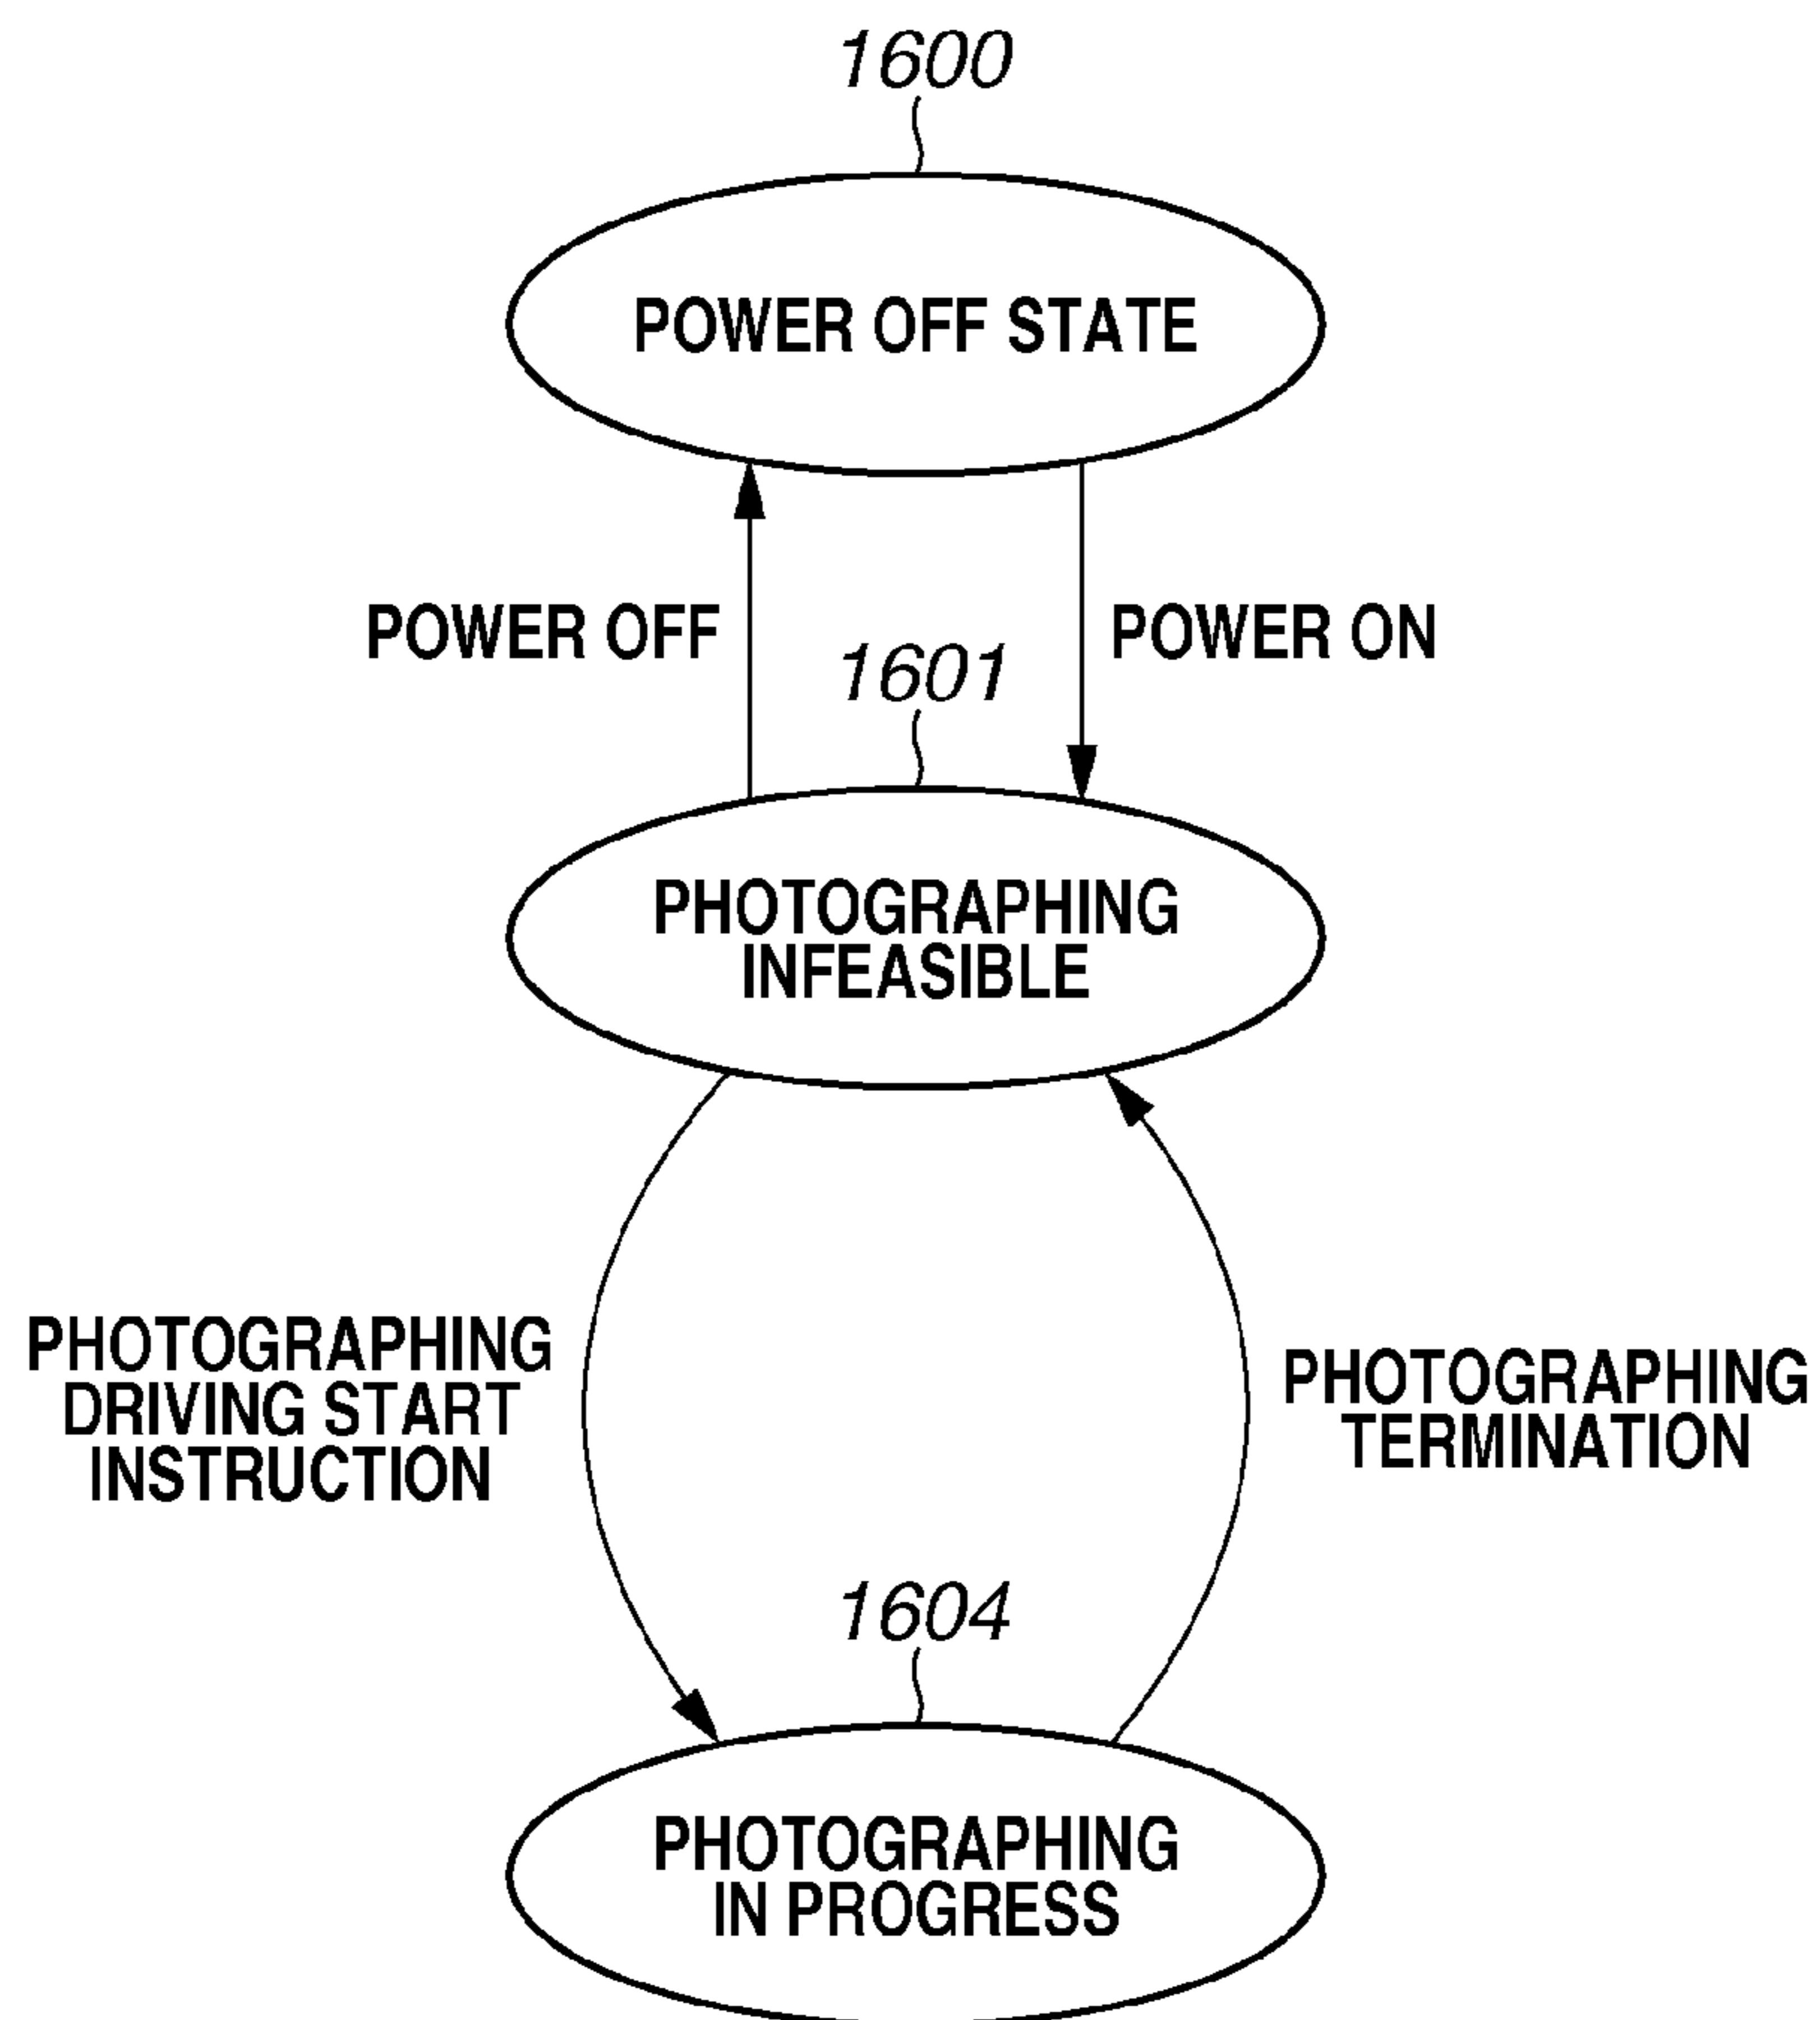 1600
POWER OFF STATE
POWER OFF
POWER ON
1601
PHOTOGRAPHING
INFEASIBLE
PHOTOGRAPHING
DRIVING START
INSTRUCTION
PHOTOGRAPHING
TERMINATION
1604
PHOTOGRAPHING
IN PROGRESS